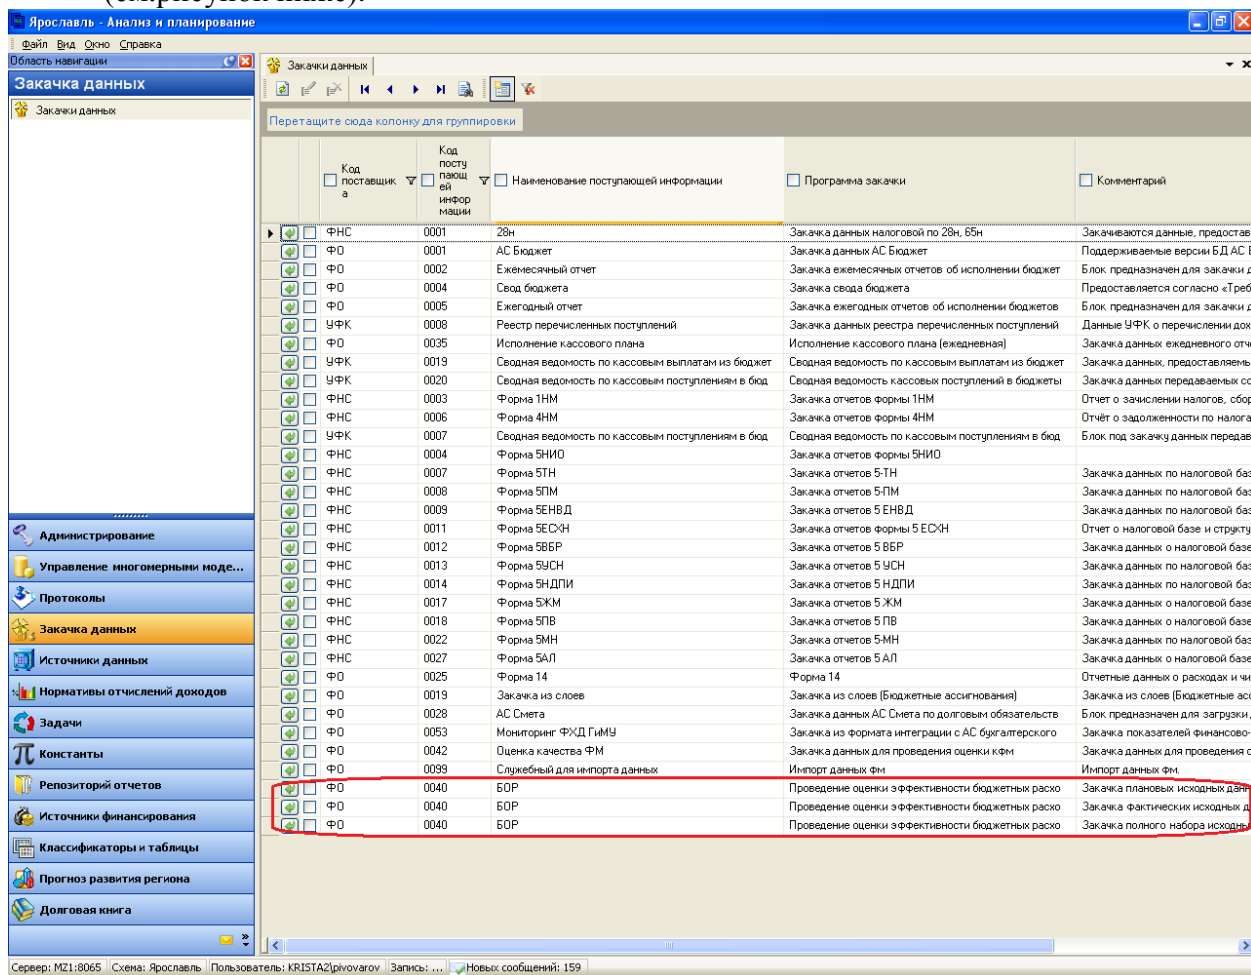 (см.рисунок ниже).
Ярославль - Анализ и планирование
Файл Вид Окно Справка
Область навигации
Закачка данных
Закачки данных
Закачки данных
Перетащите сюда колонку для группировки
Код поставщика
Код поступающей информации
Наименование поступающей информации
Программа закачки
Комментарий
ФНС 0001 28н Закачка данных налоговой по 28н, 65н Закачиваются данные, предостав
ФО 0001 АС Бюджет Закачка данных АС Бюджет Поддерживаемые версии БД АС Б
ФО 0002 Ежемесячный отчет Закачка ежемесячных отчетов об исполнении бюджет Блок предназначен для закачки д
ФО 0004 Свод бюджета Закачка свода бюджета Предоставляется согласно «Треб
ФО 0005 Ежегодный отчет Закачка ежегодных отчетов об исполнении бюджетов Блок предназначен для закачки д
УФК 0008 Реестр перечисленных поступлений Закачка данных реестра перечисленных поступлений Данные УФК о перечислении дох
ФО 0035 Исполнение кассового плана Исполнение кассового плана (ежедневная) Закачка данных ежедневного отч
УФК 0019 Сводная ведомость по кассовым выплатам из бюджет Сводная ведомость по кассовым выплатам из бюджет Закачка данных, предоставляемь
УФК 0020 Сводная ведомость по кассовым поступлениям в бюд Сводная ведомость кассовых поступлений в бюджеты Закачка данных передаваемых со
ФНС 0003 Форма 1НМ Закачка отчетов формы 1НМ Отчет о зачислении налогов, сбор
ФНС 0006 Форма 4НМ Закачка отчетов формы 4НМ Отчёт о задолженности по налога
УФК 0007 Сводная ведомость по кассовым поступлениям в бюд Сводная ведомость по кассовым поступлениям в бюд Блок под закачку данных передав
ФНС 0004 Форма 5НИО Закачка отчетов формы 5НИО
ФНС 0007 Форма 5ТН Закачка отчетов 5-ТН Закачка данных по налоговой баз
ФНС 0008 Форма 5ПМ Закачка отчетов 5-ПМ Закачка данных по налоговой баз
ФНС 0009 Форма 5ЕНВД Закачка отчетов 5 ЕНВД Закачка данных по налоговой баз
ФНС 0011 Форма 5ЕСХН Закачка отчетов формы 5 ЕСХН Отчет о налоговой базе и структу
ФНС 0012 Форма 5ВБР Закачка отчетов 5 ВБР Закачка данных о налоговой базе
ФНС 0013 Форма 5УСН Закачка отчетов 5 УСН Закачка данных по налоговой баз
ФНС 0014 Форма 5НДПИ Закачка отчетов 5 НДПИ Закачка данных по налоговой баз
ФНС 0017 Форма 5ЖМ Закачка отчетов 5 ЖМ Закачка данных о налоговой базе
ФНС 0018 Форма 5ПВ Закачка отчетов 5 ПВ Закачка данных о налоговой базе
ФНС 0022 Форма 5МН Закачка отчетов 5-МН Закачка данных по налоговой баз
ФНС 0027 Форма 5АЛ Закачка отчетов 5 АЛ Закачка данных о налоговой базе
ФО 0025 Форма 14 Форма 14 Отчетные данных о расходах и чи
ФО 0019 Закачка из слоев Закачка из слоев (Бюджетные ассигнования) Закачка из слоев (Бюджетные асс
ФО 0028 АС Смета Закачка данных АС Смета по долговым обязательств Блок предназначен для загрузки
ФО 0053 Мониторинг ФХД ГиМУ Закачка из формата интеграции с АС бухгалтерского Закачка показателей финансово-
ФО 0042 Оценка качества ФМ Закачка данных для проведения оценки кфм Закачка данных для проведения о
ФО 0099 Служебный для импорта данных Импорт данных фм Импорт данных фм.
ФО 0040 БОР Проведение оценки эффективности бюджетных расхо Закачка плановых исходных данн
ФО 0040 БОР Проведение оценки эффективности бюджетных расхо Закачка фактических исходных д
ФО 0040 БОР Проведение оценки эффективности бюджетных расхо Закачка полного набора исходны
Администрирование
Управление многомерными моде...
Протоколы
Закачка данных
Источники данных
Нормативы отчислений доходов
Задачи
Константы
Репозиторий отчетов
Источники финансирования
Классификаторы и таблицы
Прогноз развития региона
Долговая книга
Сервер: MZ1:8065 Схема: Ярославль Пользователь: KRISTA2\pivovarov Запись: ... Новых сообщений: 159